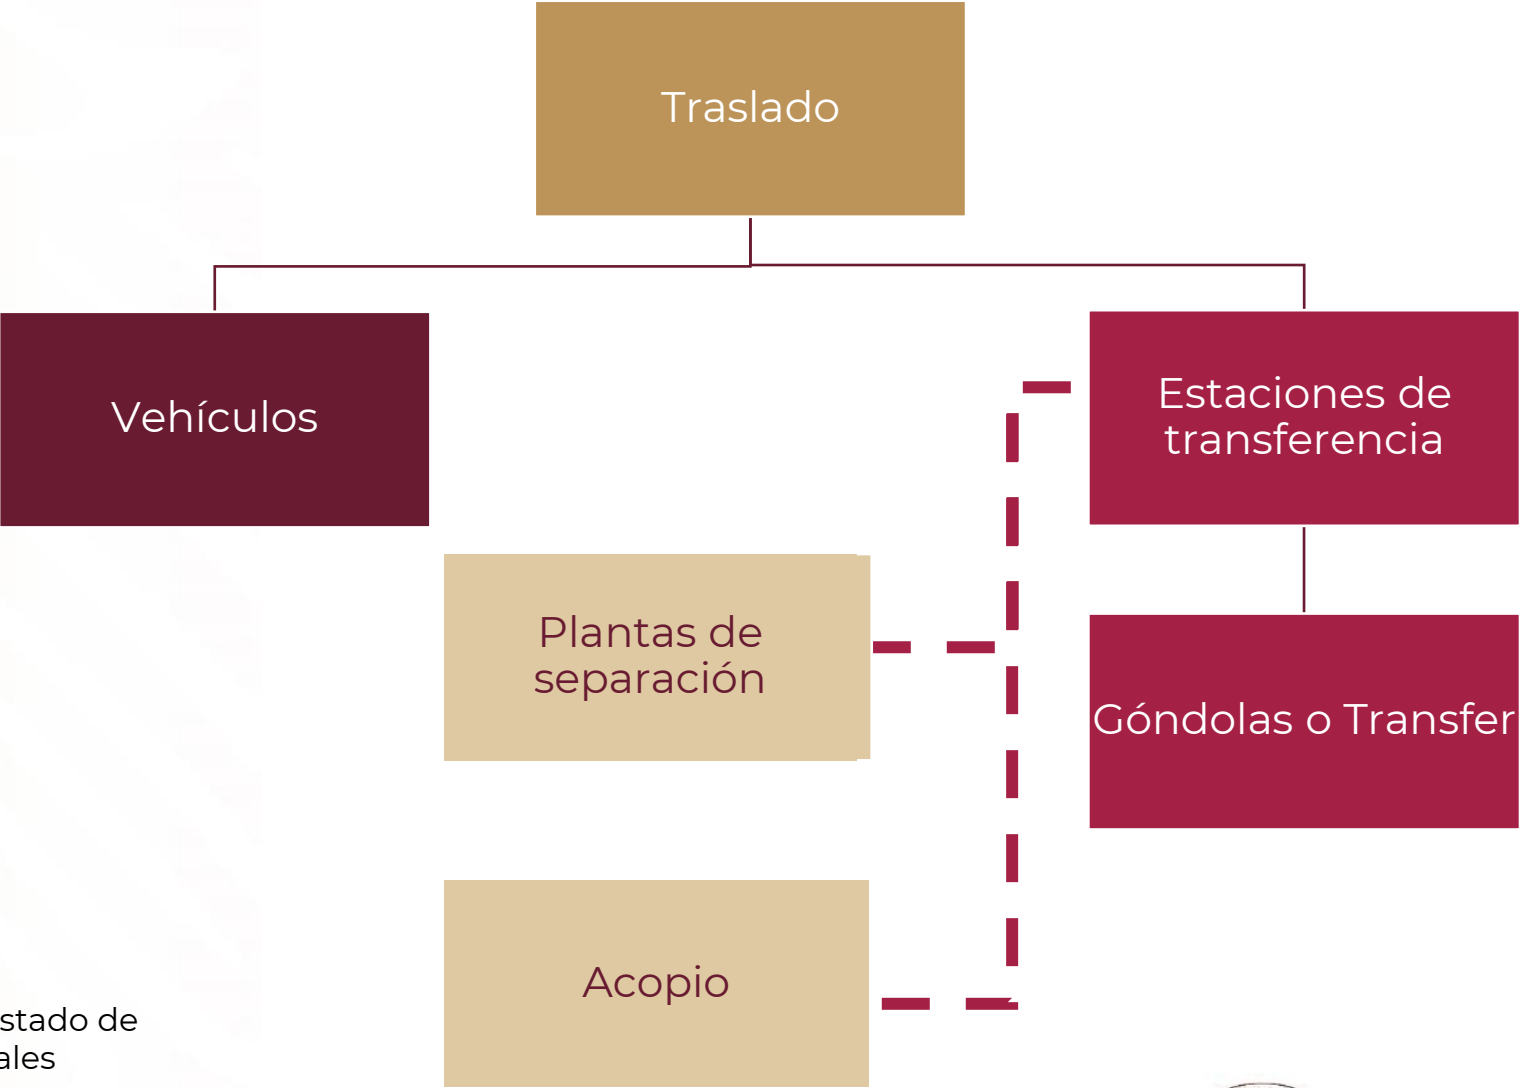 Traslado
Vehículos
Estaciones de
transferencia
Plantas de
separación
Góndolas o Transfer
Acopio
stado de
ales